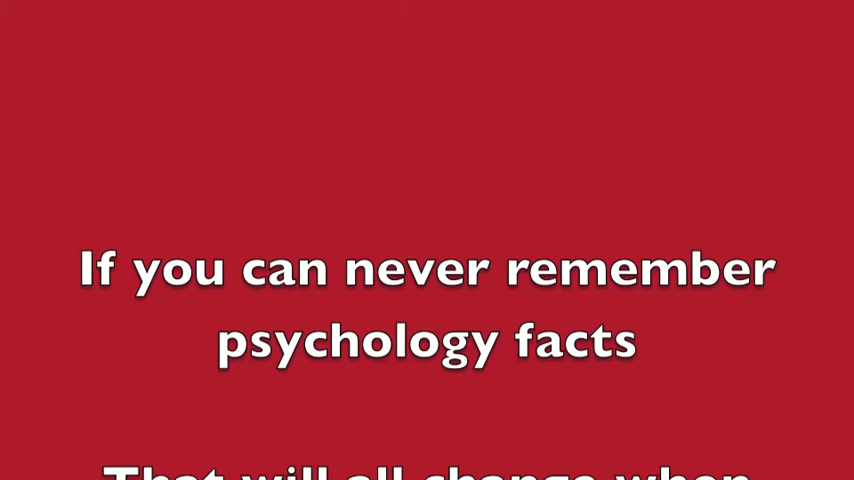 If you can never remember
psychology facts
That will all change when